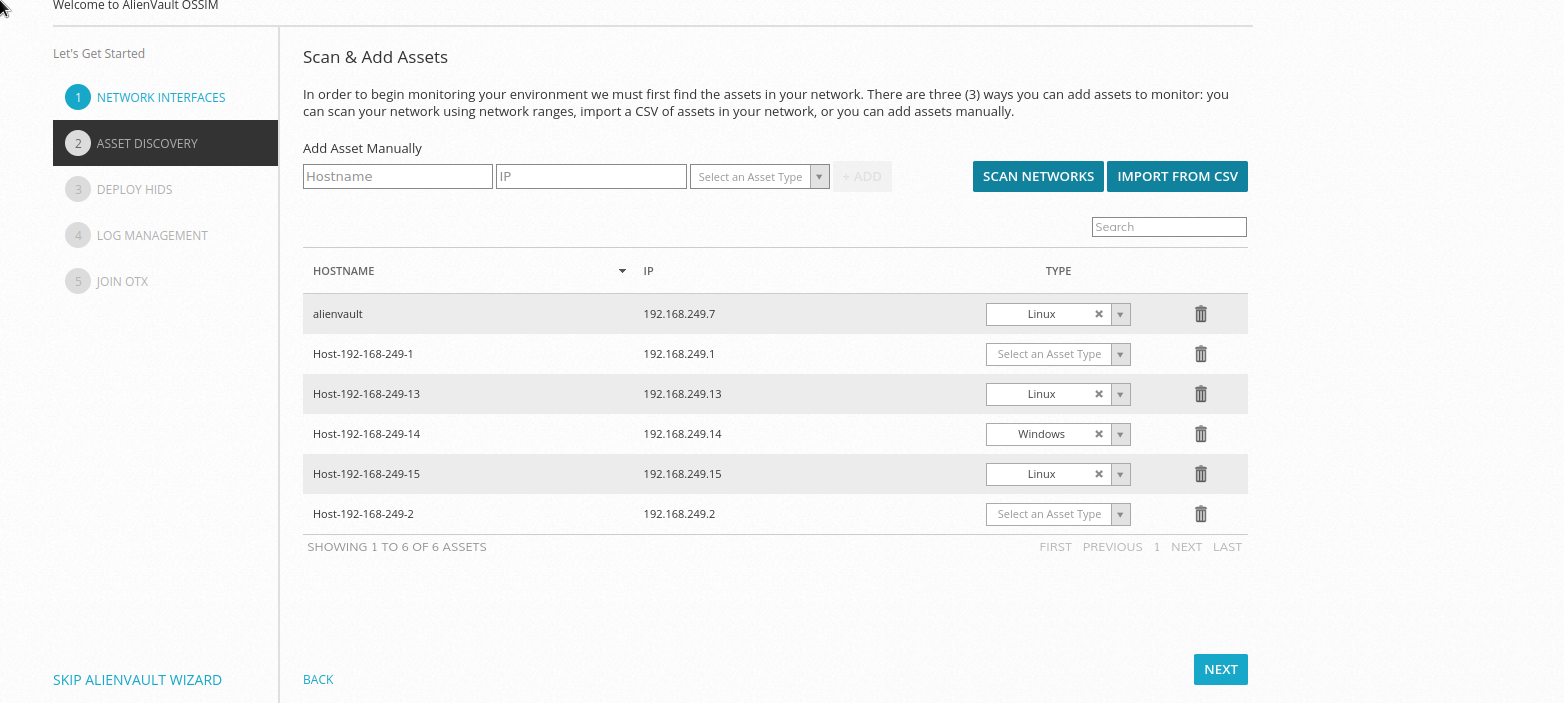 Welcome to AlienVault OSSIM
Let's Get Started
1 NETWORK INTERFACES
2 ASSET DISCOVERY
3 DEPLOY HIDS
4 LOG MANAGEMENT
5 JOIN OTX
SKIP ALIENVAULT WIZARD
Scan & Add Assets
In order to begin monitoring your environment we must first find the assets in your network. There are three (3) ways you can add assets to monitor: you
can scan your network using network ranges, import a CSV of assets in your network, or you can add assets manually.
Add Asset Manually
Hostname IP Select an Asset Type + ADD SCAN NETWORKS IMPORT FROM CSV
Search
HOSTNAME IP TYPE
alienvault 192.168.249.7 Linux
Host-192-168-249-1 192.168.249.1 Select an Asset Type
Host-192-168-249-13 192.168.249.13 Linux
Host-192-168-249-14 192.168.249.14 Windows
Host-192-168-249-15 192.168.249.15 Linux
Host-192-168-249-2 192.168.249.2 Select an Asset Type
SHOWING 1 TO 6 OF 6 ASSETS FIRST PREVIOUS 1 NEXT LAST
BACK NEXT